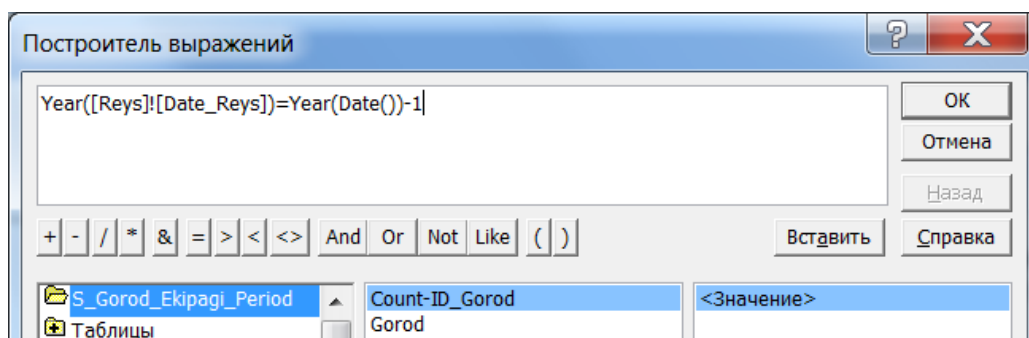 Построитель выражений
Year([Reys]![Date_Reys])=Year(Date())-1
ОК
Отмена
Назад
+ - / * & = > < <> And Or Not Like ( ) Вставить Справка
S_Gorod_Ekipagi_Period Count-ID_Gorod <Значение>
Таблицы Gorod